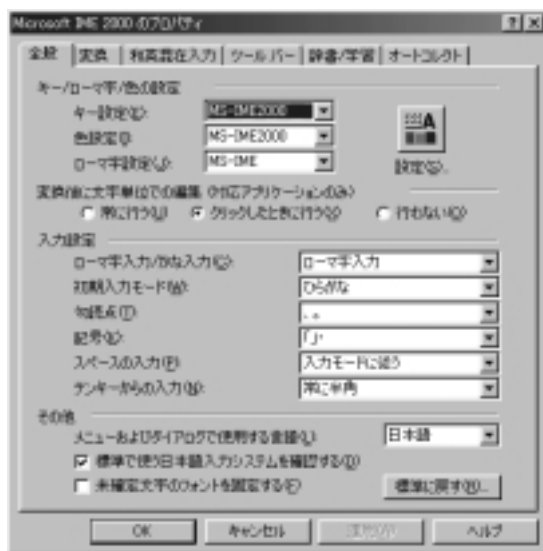 Microsoft IME 2000 のプロパティ
全般 変換 和英混在入力 ツール バー 辞書/学習 オートコレクト
キー/ローマ字/色の設定
キー設定(K): MS-IME2000
色設定(I): MS-IME2000
ローマ字設定(J): MS-IME
設定(S)...
変換前に文字単位での編集 (対応アプリケーションのみ)
常に行う(U) クリックしたときに行う(V) 行わない(O)
入力設定
ローマ字入力/かな入力(G): ローマ字入力
初期入力モード(W): ひらがな
句読点(T): 、。
記号(Y): 「」・
スペースの入力(P): 入力モードに従う
テンキーからの入力(N): 常に半角
その他
メニューおよびダイアログで使用する言語(L) 日本語
標準で使う日本語入力システムを確認する(D)
未確定文字のフォントを固定する(F) 標準に戻す(R)...
OK キャンセル 適用(A) ヘルプ